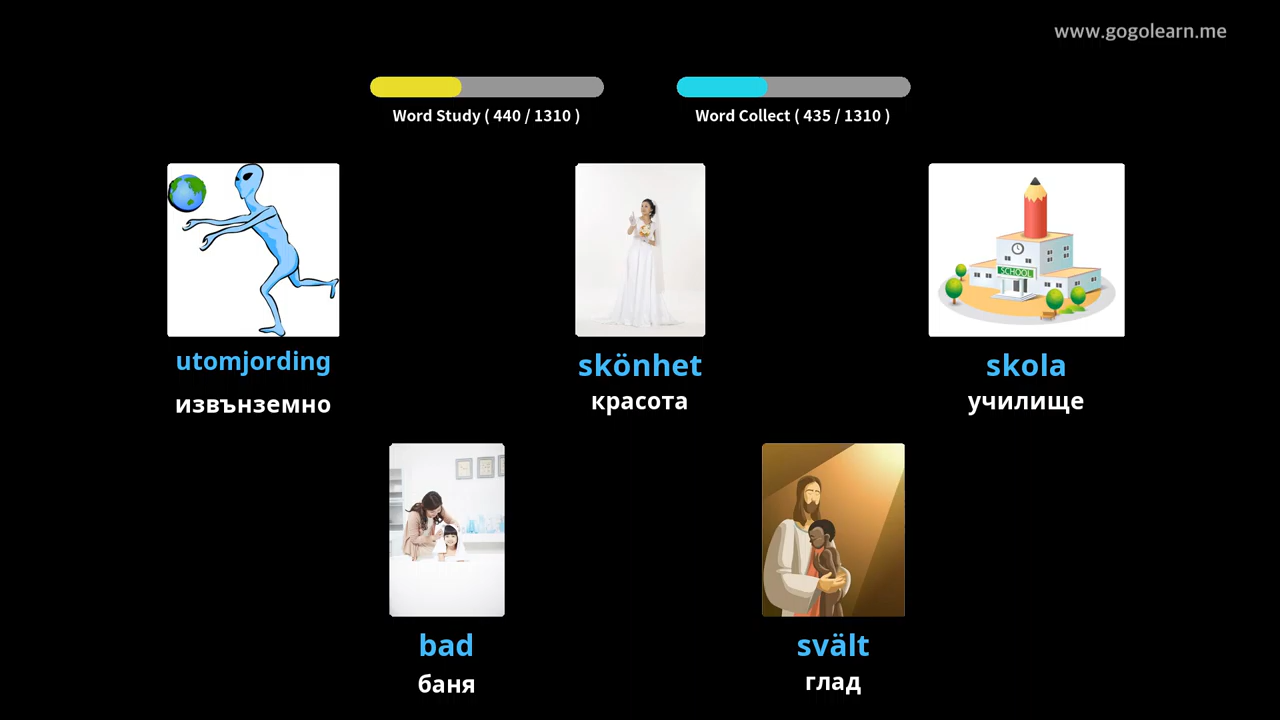 www.gogolearn.me
Word Study ( 440 / 1310 )
Word Collect ( 435 / 1310 )
SCHOOL
utomjording
skönhet
skola
извънземно
красота
училище
bad
svält
баня
глад